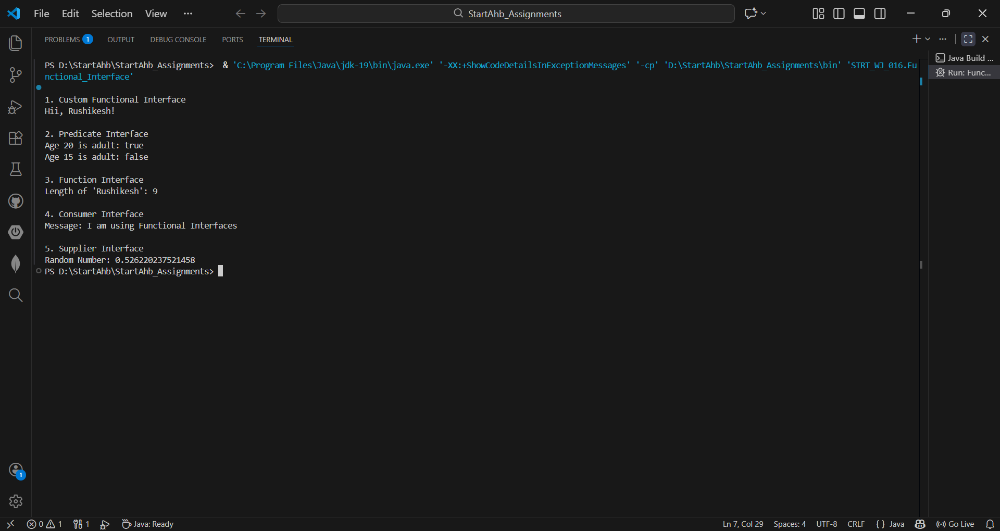 File Edit Selection View ··· StartAhb_Assignments
PROBLEMS 1 OUTPUT DEBUG CONSOLE PORTS TERMINAL
PS D:\StartAhb\StartAhb_Assignments> & 'C:\Program Files\Java\jdk-19\bin\java.exe' '-XX:+ShowCodeDetailsInExceptionMessages' '-cp' 'D:\StartAhb\StartAhb_Assignments\bin' 'STRT_WJ_016.Fu
nctional_Interface'
Java Build ...
Run: Func...
1. Custom Functional Interface
Hii, Rushikesh!
2. Predicate Interface
Age 20 is adult: true
Age 15 is adult: false
3. Function Interface
Length of 'Rushikesh': 9
4. Consumer Interface
Message: I am using Functional Interfaces
5. Supplier Interface
Random Number: 0.526220237521458
PS D:\StartAhb\StartAhb_Assignments>
1
0 1 1 Java: Ready Ln 7, Col 29 Spaces: 4 UTF-8 CRLF {} Java Go Live